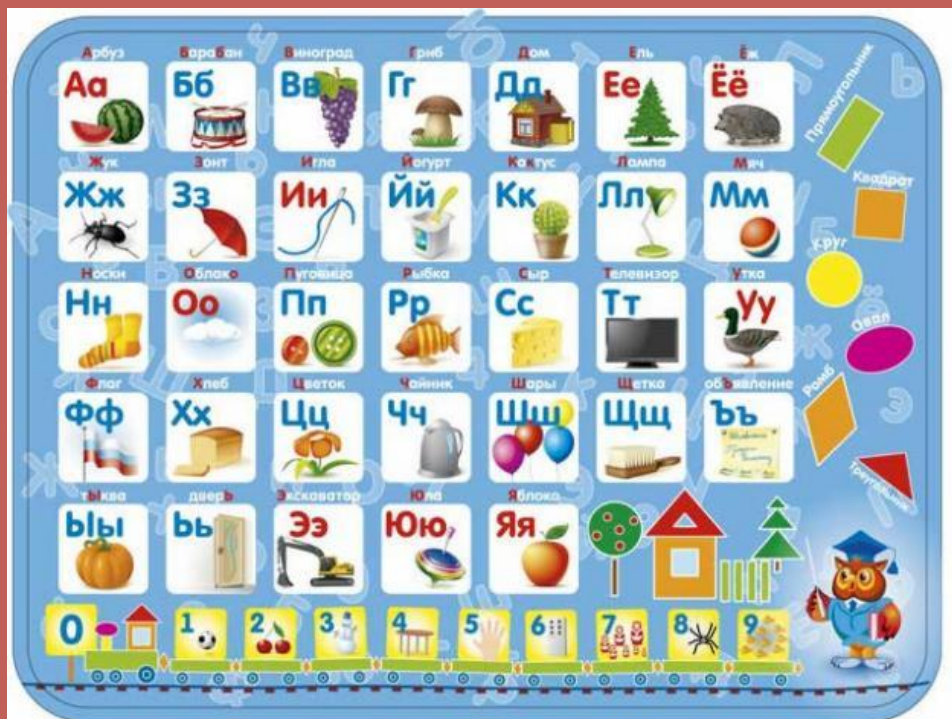 Арбуз Барабан Виноград Гриб Дом Ель Ёж
Аа Бб Вв Гг Дд Ее Ёё
Жук Зонт Игла Йогурт Кактус Лампа Мяч
Жж Зз Ии Йй Кк Лл Мм
Носки Облако Пуговица Рыбка Сыр Телевизор Утка
Нн Оо Пп Рр Сс Тт Уу
Флаг Хлеб Цветок Чайник Шары Щетка объявление
Фф Хх Цц Чч Шш Щщ Ъъ
тЫква дверЬ Экскаватор Юла Яблоко
Ыы Ьь Ээ Юю Яя
0 1 2 3 4 5 6 7 8 9
Прямоугольник
Квадрат
Круг
Овал
Ромб
Треугольник